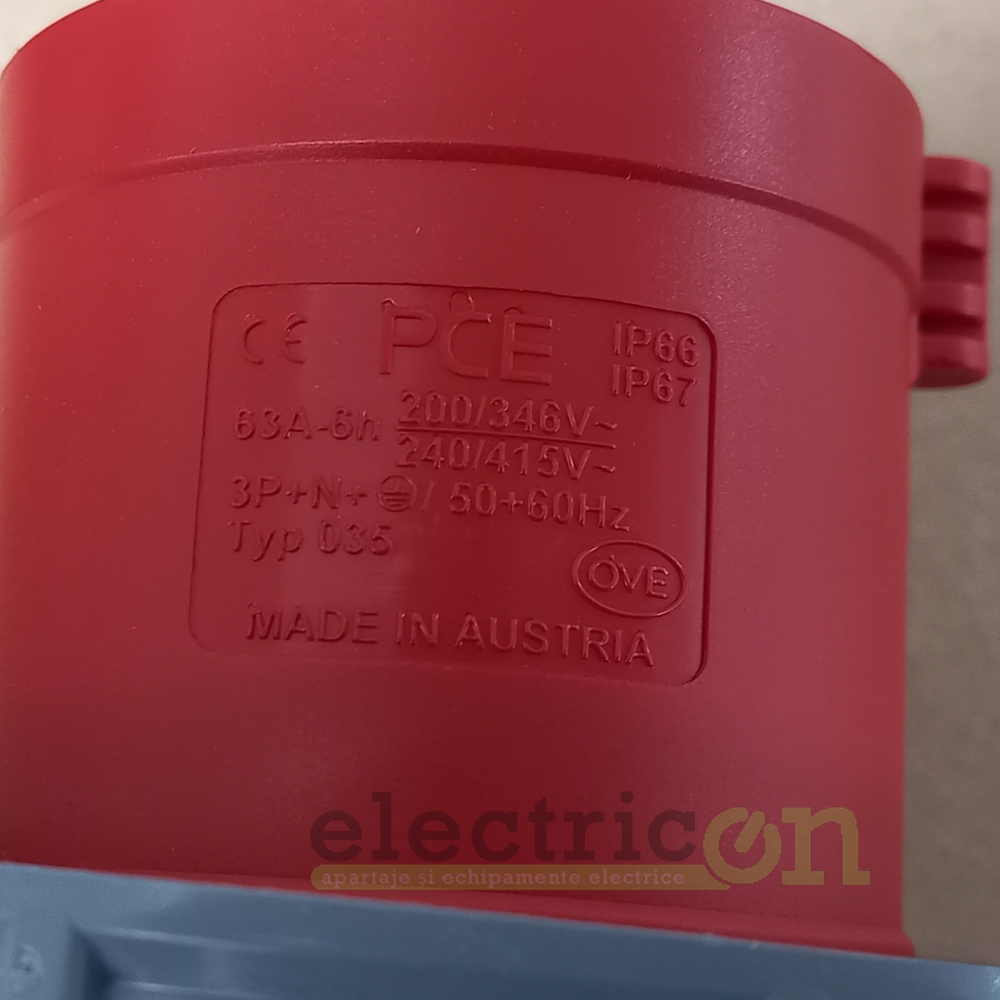 CE PCE IP66
IP67
63A-6h 200/346V~
240/415V~
3P+N+⏚/ 50+60Hz
Typ 035
ÖVE
MADE IN AUSTRIA
electricon
apartaje și echipamente electrice